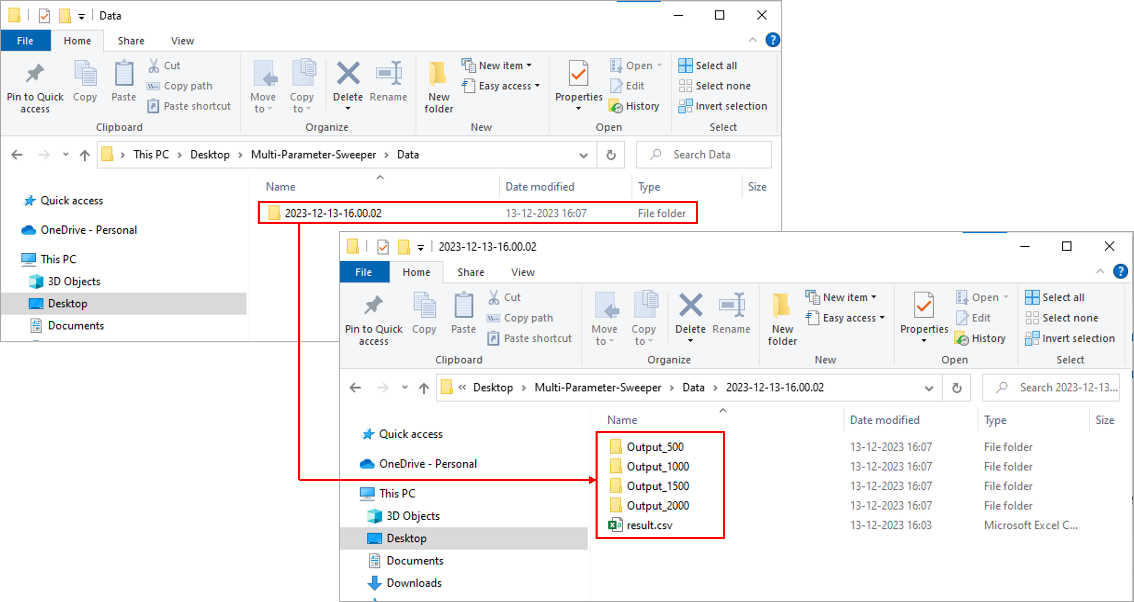 Data
File Home Share View
Pin to Quick access
Copy
Paste
Cut
Copy path
Paste shortcut
Clipboard
Move to
Copy to
Delete
Rename
Organize
New folder
New item
Easy access
New
Properties
Open
Edit
History
Open
Select all
Select none
Invert selection
Select
This PC > Desktop > Multi-Parameter-Sweeper > Data
Search Data
Name Date modified Type Size
2023-12-13-16.00.02 13-12-2023 16:07 File folder
Quick access
OneDrive - Personal
This PC
3D Objects
Desktop
Documents
2023-12-13-16.00.02
File Home Share View
Pin to Quick access
Copy
Paste
Cut
Copy path
Paste shortcut
Clipboard
Move to
Copy to
Delete
Rename
Organize
New folder
New item
Easy access
New
Properties
Open
Edit
History
Open
Select all
Select none
Invert selection
Select
« Desktop > Multi-Parameter-Sweeper > Data > 2023-12-13-16.00.02
Search 2023-12-13...
Name Date modified Type Size
Output_500 13-12-2023 16:07 File folder
Output_1000 13-12-2023 16:07 File folder
Output_1500 13-12-2023 16:07 File folder
Output_2000 13-12-2023 16:07 File folder
result.csv 13-12-2023 16:03 Microsoft Excel C...
Quick access
OneDrive - Personal
This PC
3D Objects
Desktop
Documents
Downloads